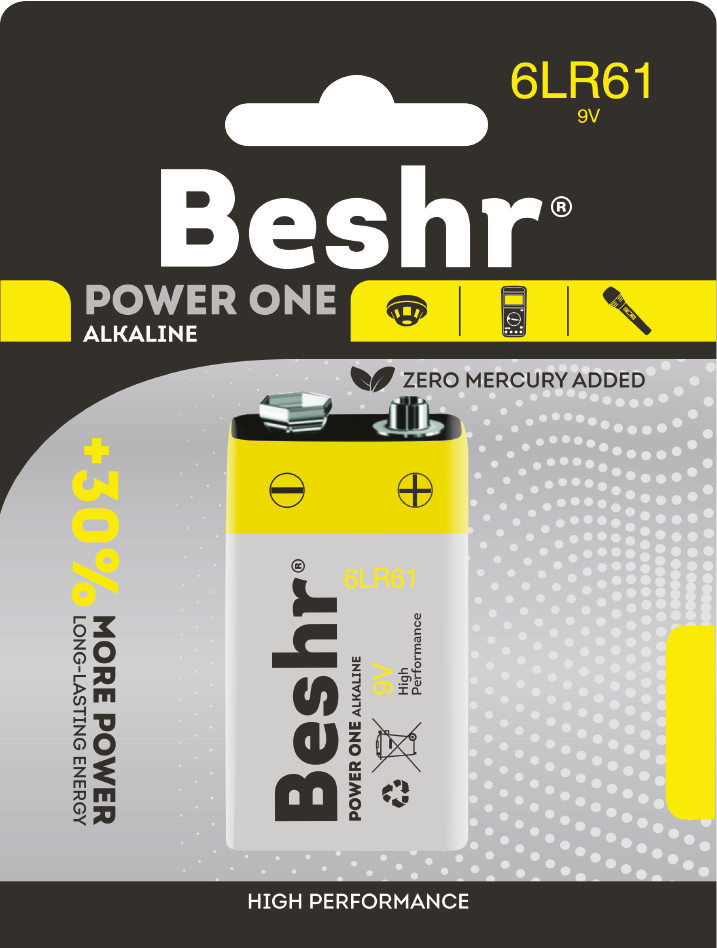 6LR61
9V
Beshr®
POWER ONE
ALKALINE
ZERO MERCURY ADDED
+30%
MORE POWER
LONG-LASTING ENERGY
Beshr®
POWER ONE ALKALINE
6LR61
9V
High
Performance
HIGH PERFORMANCE